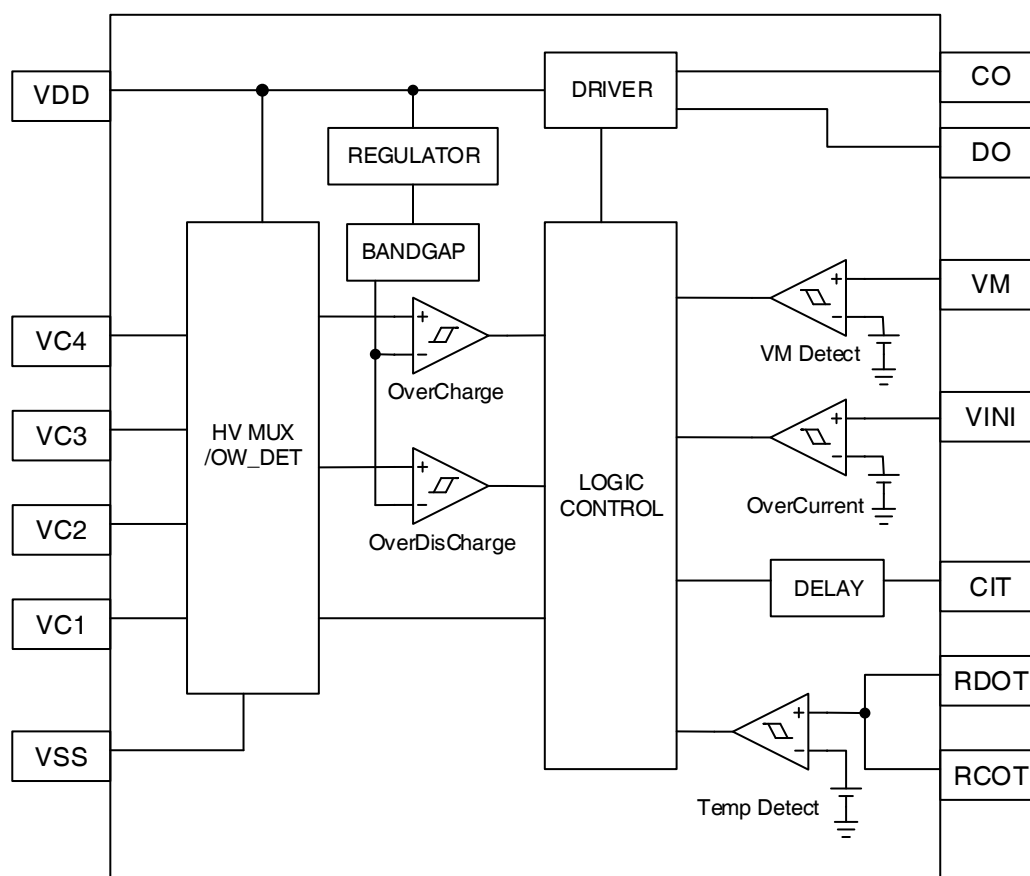 VDD
DRIVER
CO
DO
REGULATOR
BANDGAP
VM
+
-
VM Detect
VC4
+
-
OverCharge
VC3
HV MUX
/OW_DET
VINI
+
-
OverCurrent
LOGIC
CONTROL
+
-
OverDisCharge
VC2
DELAY
CIT
VC1
RDOT
+
-
Temp Detect
RCOT
VSS